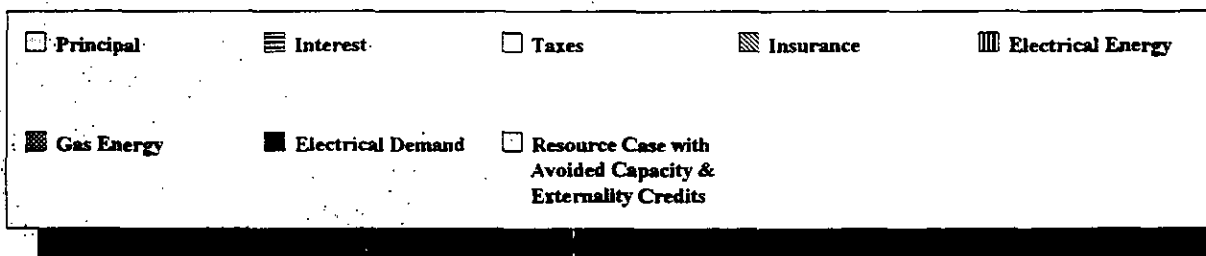 Principal
Interest
Taxes
Insurance
Electrical Energy
Gas Energy
Electrical Demand
Resource Case with
Avoided Capacity &
Externality Credits